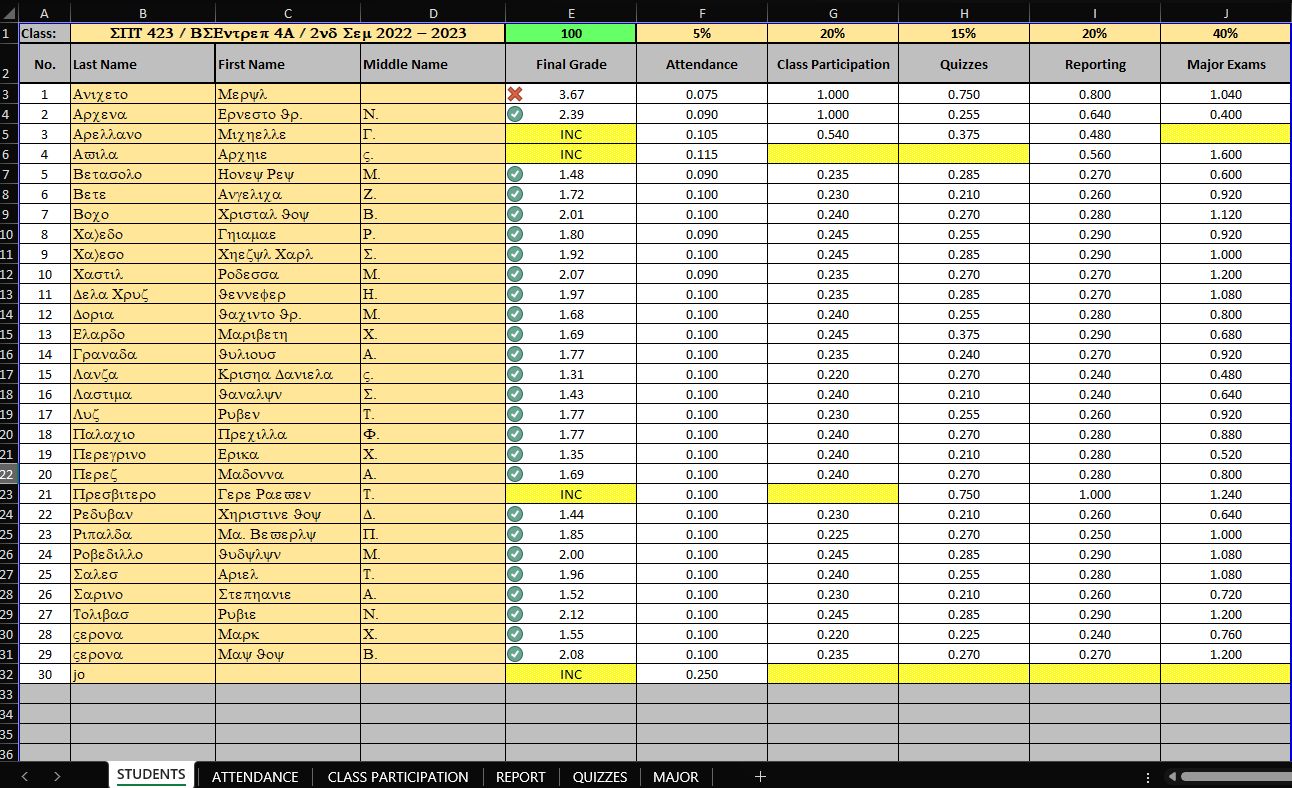 A B C D E F G H I J
1 Class: ΣΠΤ 423 / ΒΣΕντρεπ 4Α / 2νδ Σεμ 2022 – 2023 100 5% 20% 15% 20% 40%
2 No. Last Name First Name Middle Name Final Grade Attendance Class Participation Quizzes Reporting Major Exams
3 1 Ανιχετο Μερψλ 3.67 0.075 1.000 0.750 0.800 1.040
4 2 Αρχενα Ερνεστο ϑρ. Ν. 2.39 0.090 1.000 0.255 0.640 0.400
5 3 Αρελλανο Μιχηελλε Γ. INC 0.105 0.540 0.375 0.480
6 4 Αϖιλα Αρχηιε ς. INC 0.115 0.560 1.600
7 5 Βετασολο Ηονεψ Ρεψ Μ. 1.48 0.090 0.235 0.285 0.270 0.600
8 6 Βετε Ανγελιχα Ζ. 1.72 0.100 0.230 0.210 0.260 0.920
9 7 Βοχο Χρισταλ ϑοψ Β. 2.01 0.100 0.240 0.270 0.280 1.120
10 8 Χα⟩εδο Γηιαμαε Ρ. 1.80 0.090 0.245 0.255 0.290 0.920
11 9 Χα⟩εσο Χηεζψλ Χαρλ Σ. 1.92 0.100 0.245 0.285 0.290 1.000
12 10 Χαστιλ Ροδεσσα Μ. 2.07 0.090 0.235 0.270 0.270 1.200
13 11 Δελα Χρυζ ϑεννεφερ Η. 1.97 0.100 0.235 0.285 0.270 1.080
14 12 Δορια ϑαχιντο ϑρ. Μ. 1.68 0.100 0.240 0.255 0.280 0.800
15 13 Ελαρδο Μαριβετη Χ. 1.69 0.100 0.245 0.375 0.290 0.680
16 14 Γραναδα ϑυλιουσ Α. 1.77 0.100 0.235 0.240 0.270 0.920
17 15 Λανζα Κρισηα Δανιελα ς. 1.31 0.100 0.220 0.270 0.240 0.480
18 16 Λαστιμα ϑαναλψν Σ. 1.43 0.100 0.240 0.210 0.240 0.640
19 17 Λυζ Ρυβεν Τ. 1.77 0.100 0.230 0.255 0.260 0.920
20 18 Παλαχιο Πρεχιλλα Φ. 1.77 0.100 0.240 0.270 0.280 0.880
21 19 Περεγρινο Ερικα Χ. 1.35 0.100 0.240 0.210 0.280 0.520
22 20 Περεζ Μαδοννα Α. 1.69 0.100 0.240 0.270 0.280 0.800
23 21 Πρεσβιτερο Γερε Ραεϖεν Τ. INC 0.100 0.750 1.000 1.240
24 22 Ρεδυβαν Χηριστινε ϑοψ Δ. 1.44 0.100 0.230 0.210 0.260 0.640
25 23 Ριπαλδα Μα. Βεϖερλψ Π. 1.85 0.100 0.225 0.270 0.250 1.000
26 24 Ροβεδιλλο ϑυδψλψν Μ. 2.00 0.100 0.245 0.285 0.290 1.080
27 25 Σαλεσ Αριελ Τ. 1.96 0.100 0.240 0.255 0.280 1.080
28 26 Σαρινο Στεπηανιε Α. 1.52 0.100 0.230 0.210 0.260 0.720
29 27 Τολιβασ Ρυβιε Ν. 2.12 0.100 0.245 0.285 0.290 1.200
30 28 ςερονα Μαρκ Χ. 1.55 0.100 0.220 0.225 0.240 0.760
31 29 ςερονα Μαψ ϑοψ Β. 2.08 0.100 0.235 0.270 0.270 1.200
32 30 jo INC 0.250
33
34
35
36
STUDENTS ATTENDANCE CLASS PARTICIPATION REPORT QUIZZES MAJOR